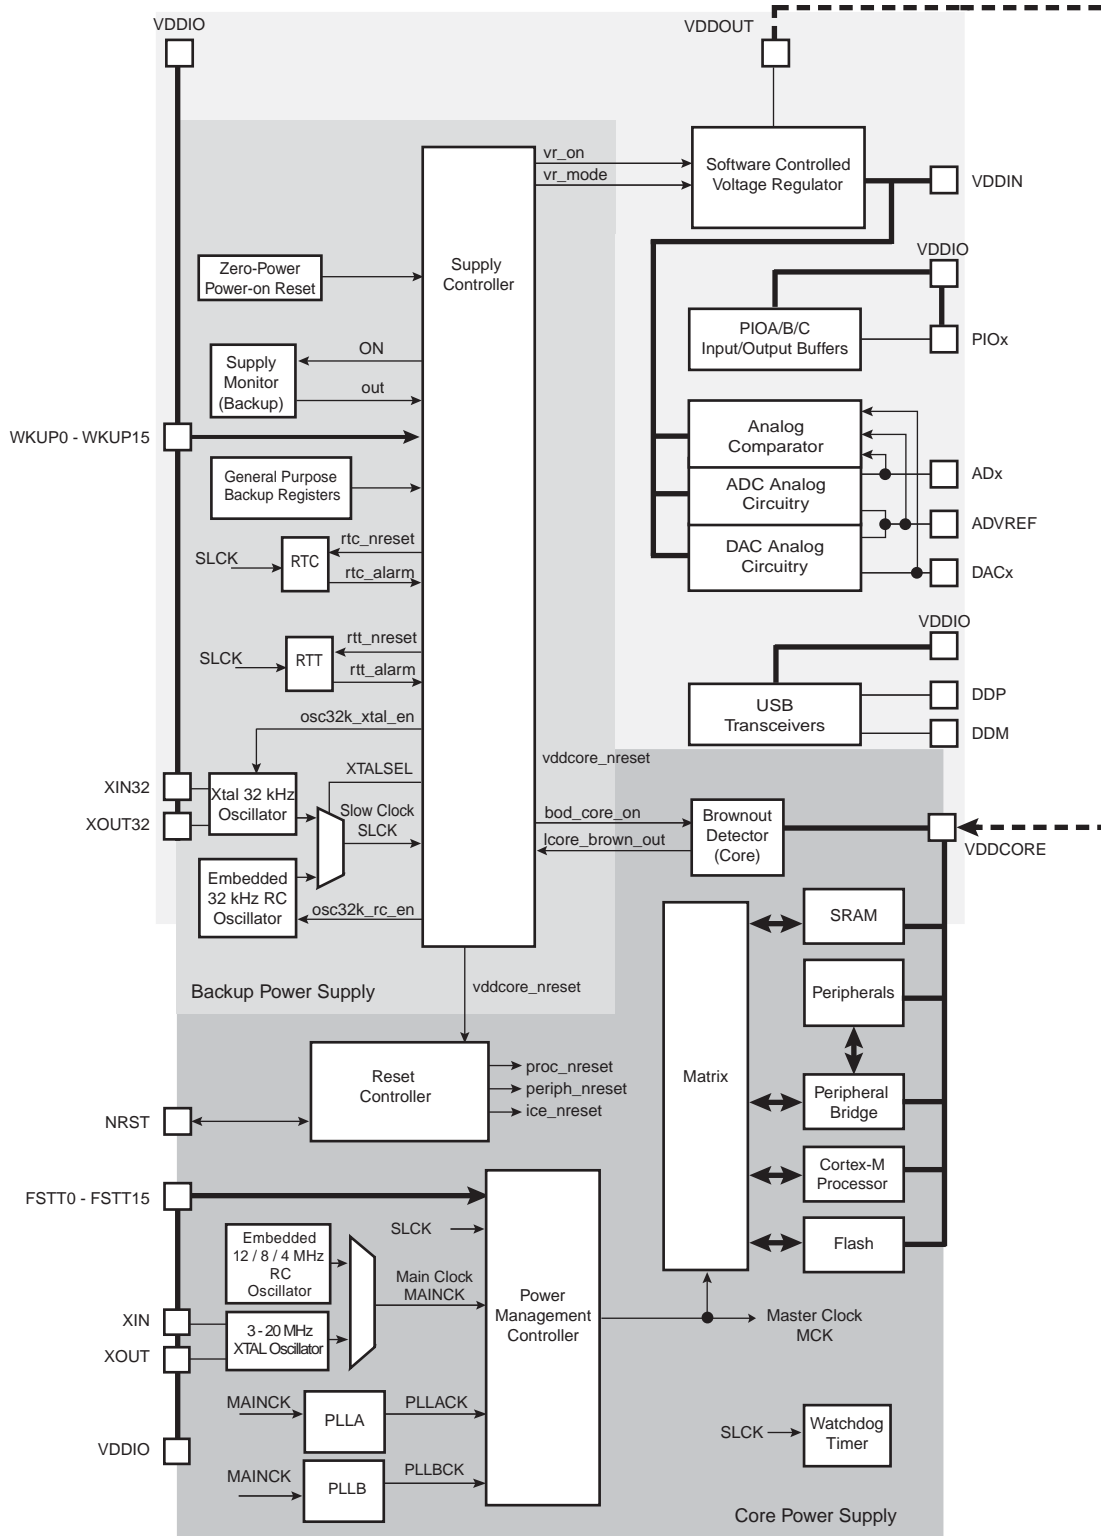 VDDIO
VDDOUT
vr_on
vr_mode
Software Controlled
Voltage Regulator
VDDIN
Supply
Controller
Zero-Power
Power-on Reset
VDDIO
PIOA/B/C
Input/Output Buffers
PIOx
Supply
Monitor
(Backup)
ON
out
WKUP0 - WKUP15
General Purpose
Backup Registers
Analog
Comparator
ADC Analog
Circuitry
DAC Analog
Circuitry
ADx
ADVREF
DACx
SLCK
RTC
rtc_nreset
rtc_alarm
SLCK
RTT
rtt_nreset
rtt_alarm
VDDIO
USB
Transceivers
DDP
DDM
osc32k_xtal_en
XIN32
XOUT32
Xtal 32 kHz
Oscillator
XTALSEL
Slow Clock
SLCK
Embedded
32 kHz RC
Oscillator
osc32k_rc_en
vddcore_nreset
bod_core_on
lcore_brown_out
Brownout
Detector
(Core)
VDDCORE
Backup Power Supply
vddcore_nreset
Matrix
SRAM
Peripherals
Peripheral
Bridge
Cortex-M
Processor
Flash
Reset
Controller
proc_nreset
periph_nreset
ice_nreset
NRST
FSTT0 - FSTT15
SLCK
Embedded
12 / 8 / 4 MHz
RC
Oscillator
Main Clock
MAINCK
Power
Management
Controller
XIN
XOUT
3 - 20 MHz
XTAL Oscillator
Master Clock
MCK
MAINCK
PLLA
PLLACK
VDDIO
MAINCK
PLLB
PLLBCK
SLCK
Watchdog
Timer
Core Power Supply